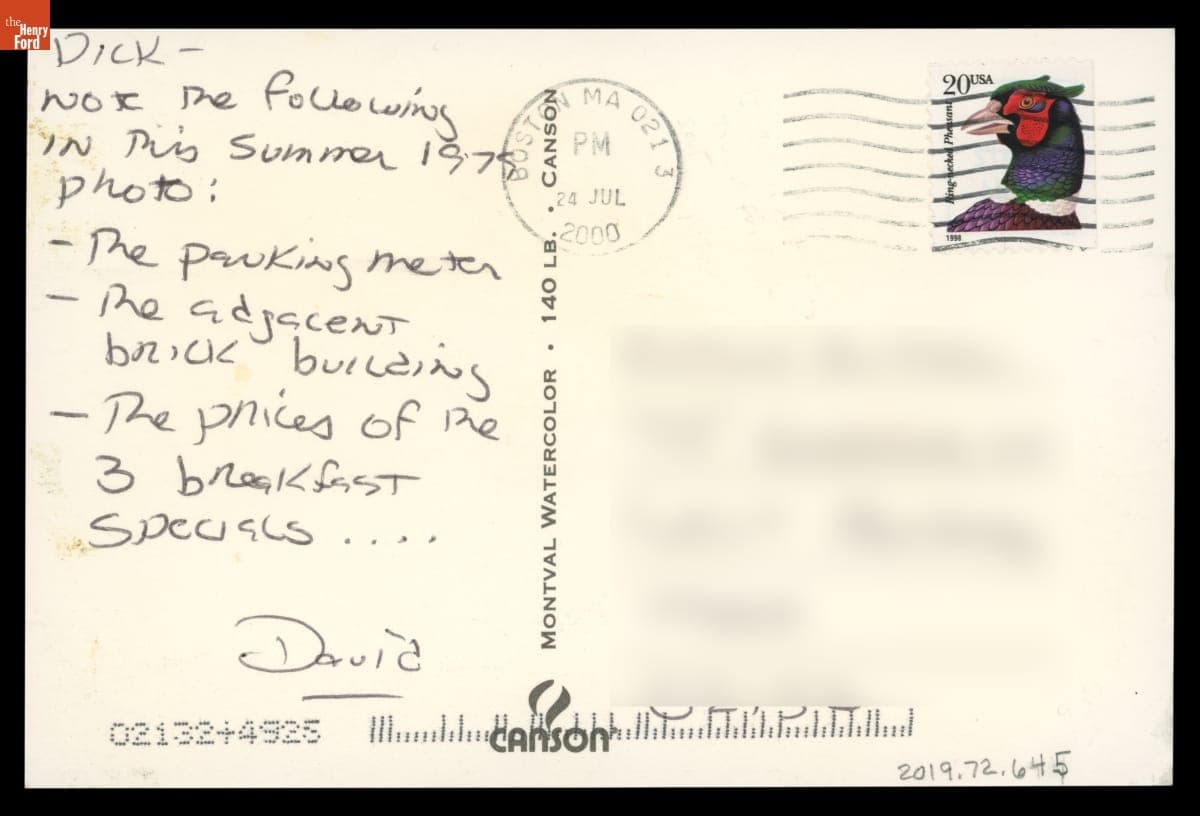 the
Henry
Ford
Dick -
Note the following
in this Summer 1975
photo:
- The parking meter
- The adjacent
brick building
- The prices of the
3 breakfast
specials ....
David
BOSTON MA 021 3
PM
24 JUL
2000
20USA
Ring-necked Pheasant
1998
MONTVAL WATERCOLOR • 140 LB. • CANSON
CANSON
02132+4925
2019.72.645